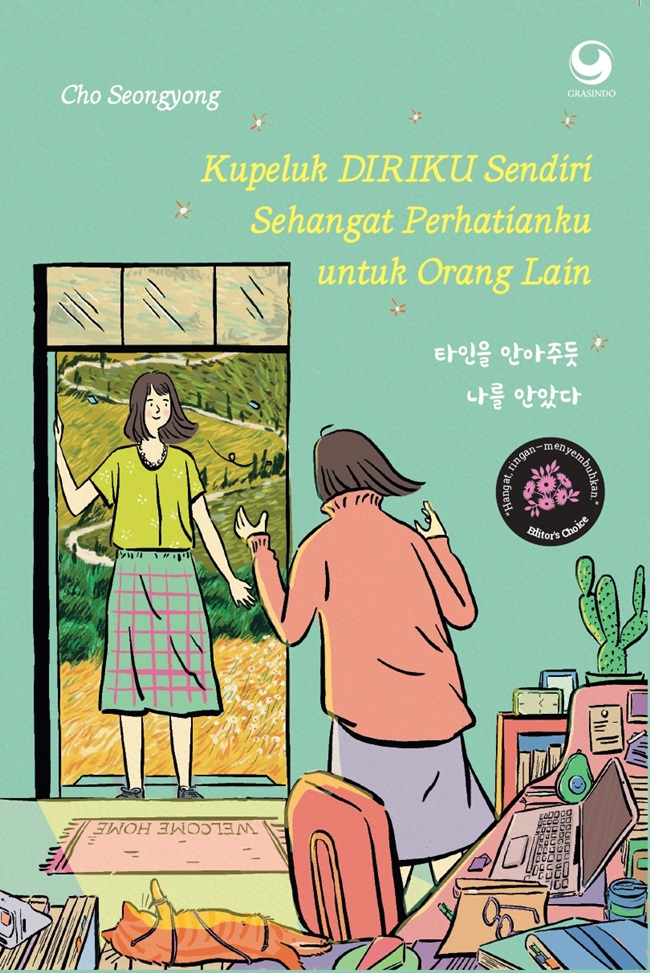 Cho Seongyong
GRASINDO
Kupeluk DIRIKU Sendiri
Sehangat Perhatianku
untuk Orang Lain
타인을 안아주듯
나를 안았다
"Hangat, ringan—menyembuhkan."
Editor's Choice
WELCOME HOME